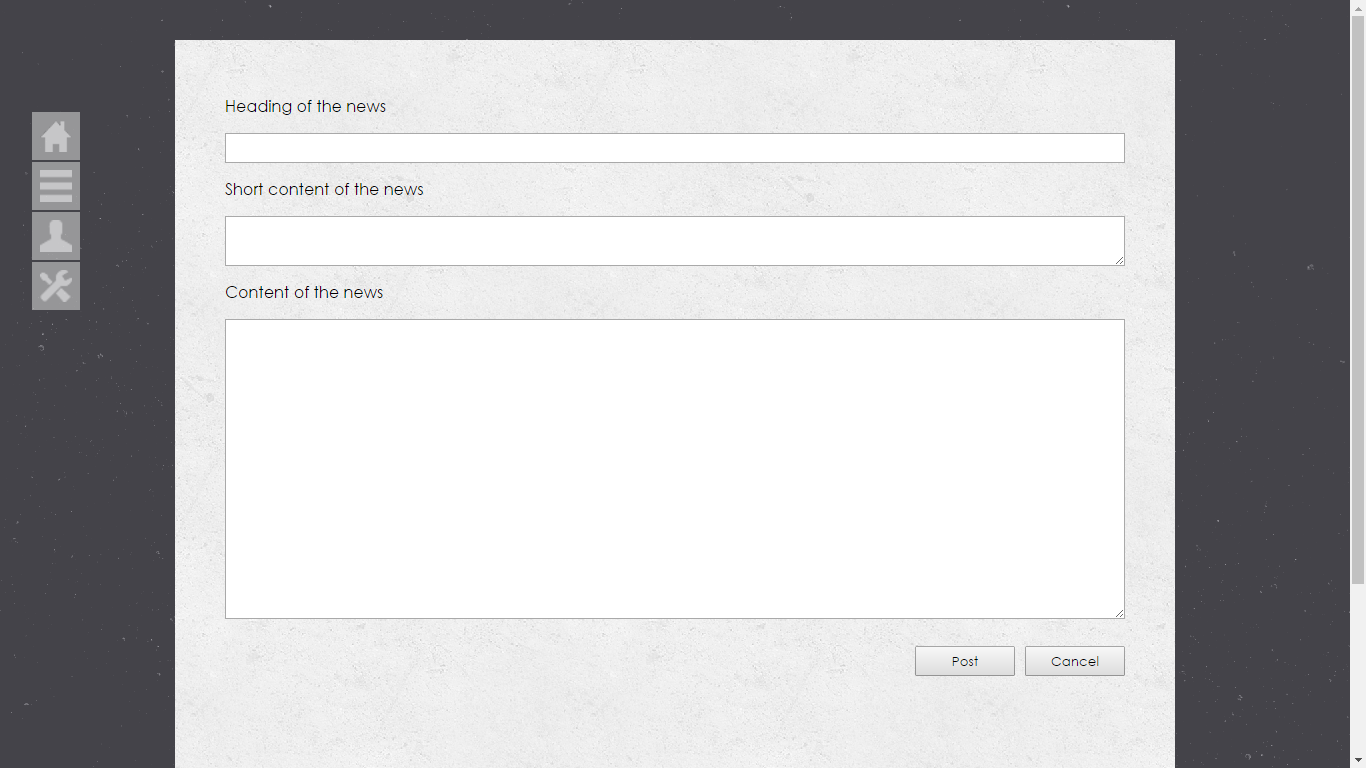 Heading of the news
Short content of the news
Content of the news
Post
Cancel